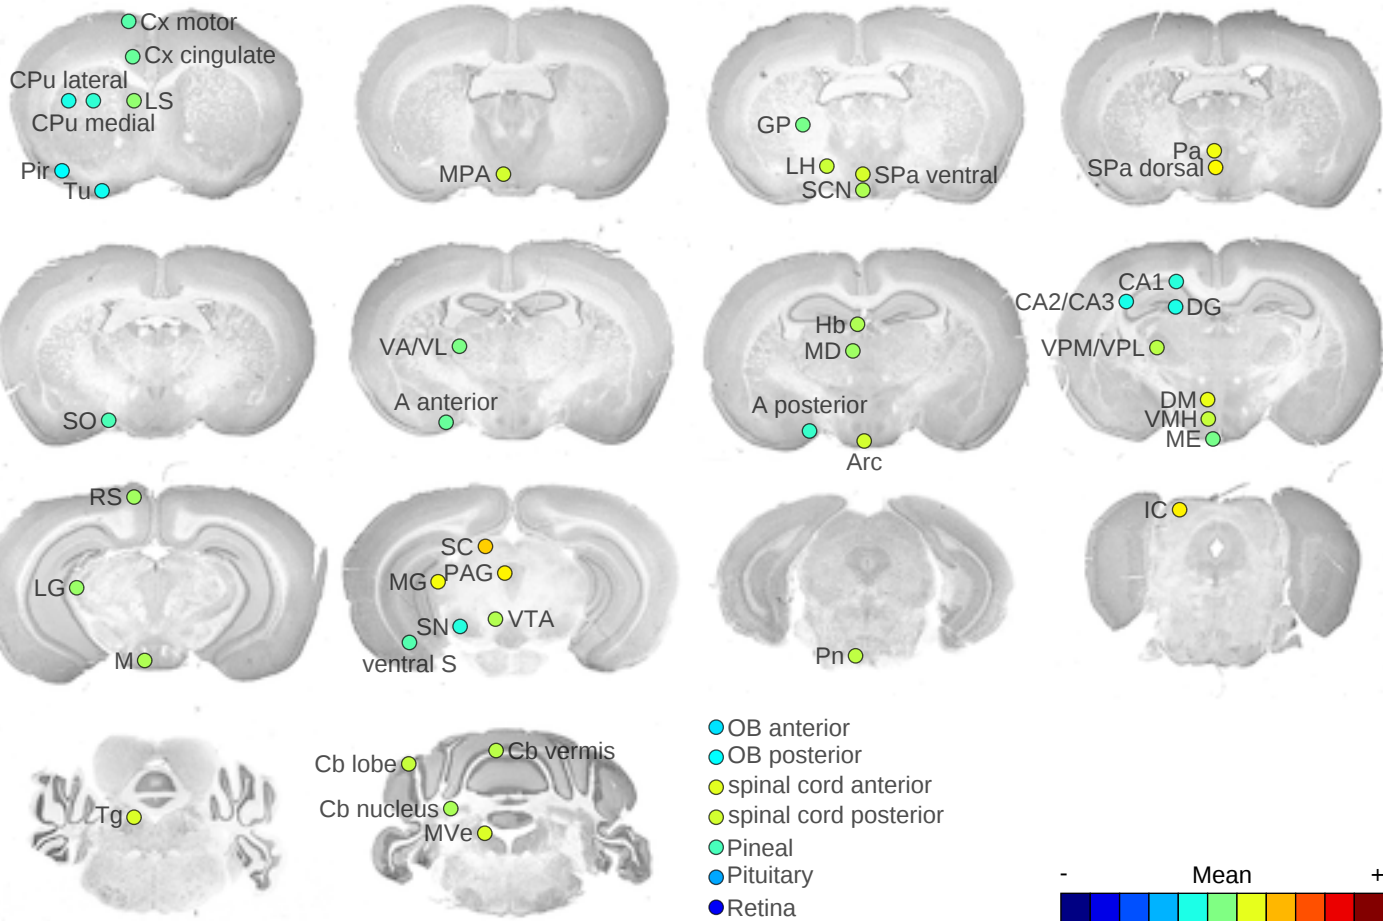 Cx motor
Cx cingulate
CPu lateral
LS
CPu medial
Pir
Tu
MPA
GP
LH
SPa ventral
SCN
Pa
SPa dorsal
SO
VA/VL
A anterior
Hb
MD
A posterior
Arc
CA1
CA2/CA3
DG
VPM/VPL
DM
VMH
ME
RS
LG
M
SC
PAG
MG
VTA
SN
ventral S
Pn
IC
Tg
Cb vermis
Cb lobe
Cb nucleus
MVe
OB anterior
OB posterior
spinal cord anterior
spinal cord posterior
Pineal
Pituitary
Retina
- Mean +